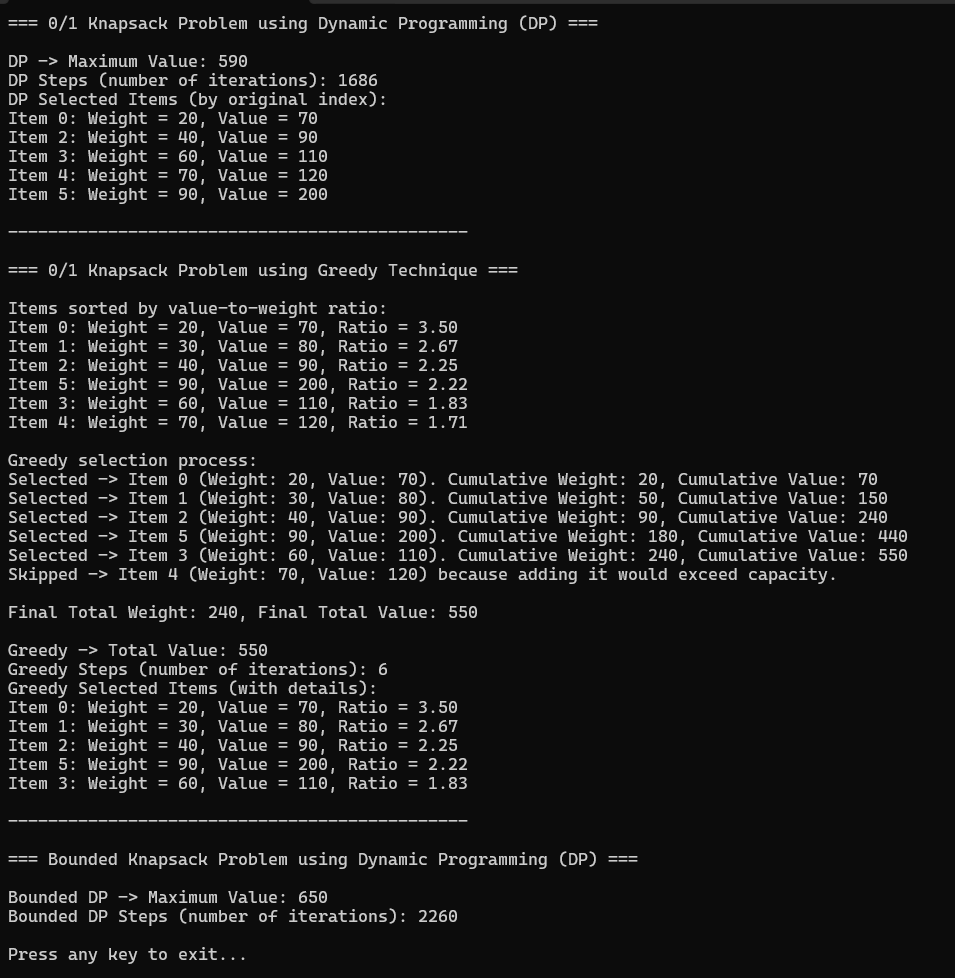 === 0/1 Knapsack Problem using Dynamic Programming (DP) ===
DP -> Maximum Value: 590
DP Steps (number of iterations): 1686
DP Selected Items (by original index):
Item 0: Weight = 20, Value = 70
Item 2: Weight = 40, Value = 90
Item 3: Weight = 60, Value = 110
Item 4: Weight = 70, Value = 120
Item 5: Weight = 90, Value = 200
----------------------------------------------
=== 0/1 Knapsack Problem using Greedy Technique ===
Items sorted by value-to-weight ratio:
Item 0: Weight = 20, Value = 70, Ratio = 3.50
Item 1: Weight = 30, Value = 80, Ratio = 2.67
Item 2: Weight = 40, Value = 90, Ratio = 2.25
Item 5: Weight = 90, Value = 200, Ratio = 2.22
Item 3: Weight = 60, Value = 110, Ratio = 1.83
Item 4: Weight = 70, Value = 120, Ratio = 1.71
Greedy selection process:
Selected -> Item 0 (Weight: 20, Value: 70). Cumulative Weight: 20, Cumulative Value: 70
Selected -> Item 1 (Weight: 30, Value: 80). Cumulative Weight: 50, Cumulative Value: 150
Selected -> Item 2 (Weight: 40, Value: 90). Cumulative Weight: 90, Cumulative Value: 240
Selected -> Item 5 (Weight: 90, Value: 200). Cumulative Weight: 180, Cumulative Value: 440
Selected -> Item 3 (Weight: 60, Value: 110). Cumulative Weight: 240, Cumulative Value: 550
Skipped -> Item 4 (Weight: 70, Value: 120) because adding it would exceed capacity.
Final Total Weight: 240, Final Total Value: 550
Greedy -> Total Value: 550
Greedy Steps (number of iterations): 6
Greedy Selected Items (with details):
Item 0: Weight = 20, Value = 70, Ratio = 3.50
Item 1: Weight = 30, Value = 80, Ratio = 2.67
Item 2: Weight = 40, Value = 90, Ratio = 2.25
Item 5: Weight = 90, Value = 200, Ratio = 2.22
Item 3: Weight = 60, Value = 110, Ratio = 1.83
----------------------------------------------
=== Bounded Knapsack Problem using Dynamic Programming (DP) ===
Bounded DP -> Maximum Value: 650
Bounded DP Steps (number of iterations): 2260
Press any key to exit...